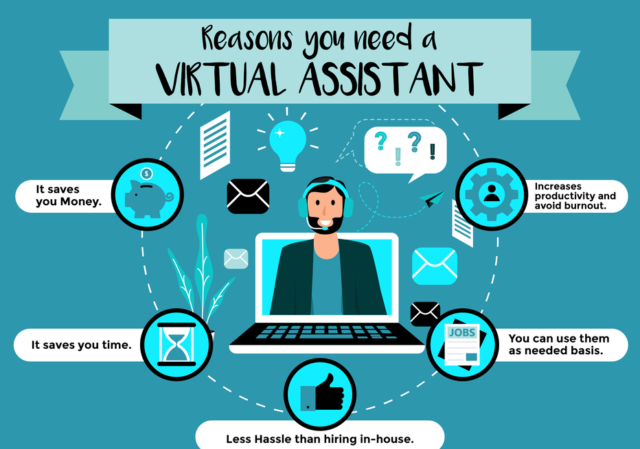 Reasons you need a
VIRTUAL ASSISTANT
? ! ? !
$
It saves
you Money.
Increases
productivity and
avoid burnout.
It saves you time.
JOBS
You can use them
as needed basis.
Less Hassle than hiring in-house.